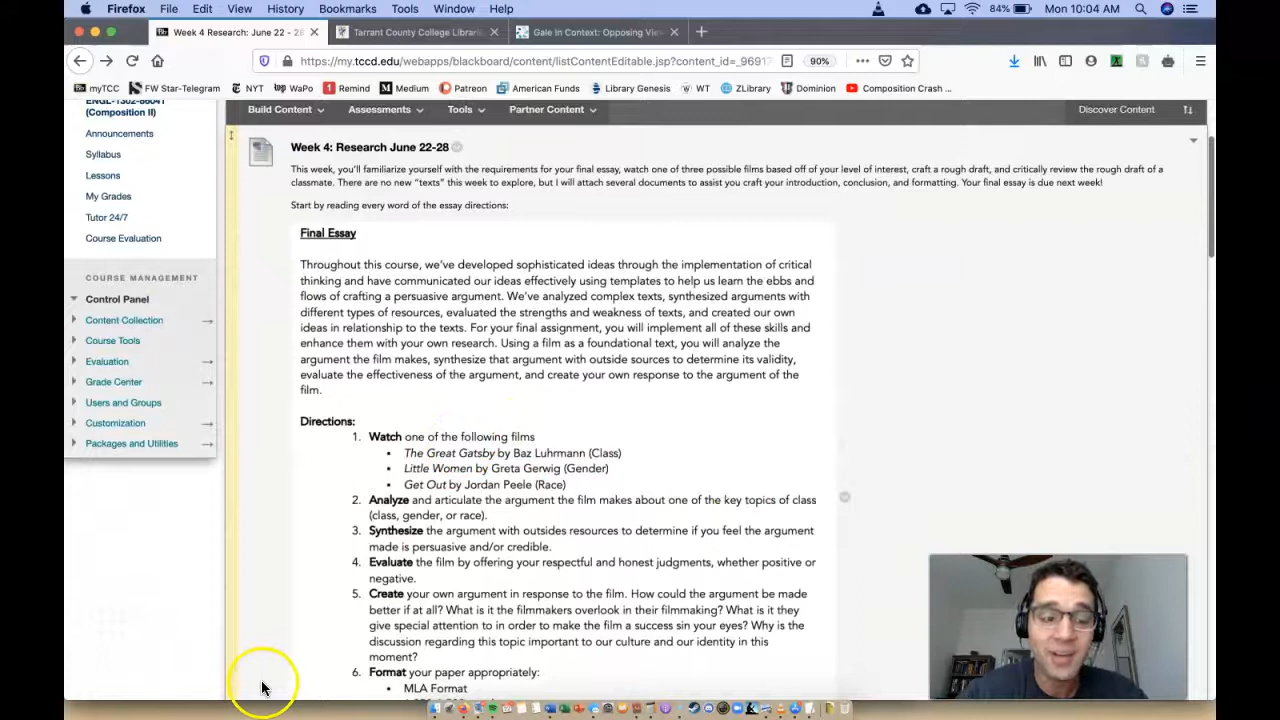 Firefox File Edit View History Bookmarks Tools Window Help 84% Mon 10:04 AM
Week 4 Research: June 22 - 28 Tarrant County College Librarie Gale In Context: Opposing View
https://my.tccd.edu/webapps/blackboard/content/listContentEditable.jsp?content_id=_9691 90%
myTCC FW Star-Telegram NYT WaPo Remind Medium Patreon American Funds Library Genesis WT ZLibrary Dominion Composition Crash ...
ENGL-1302-86041
(Composition II)
Announcements
Syllabus
Lessons
My Grades
Tutor 24/7
Course Evaluation
COURSE MANAGEMENT
Control Panel
Content Collection
Course Tools
Evaluation
Grade Center
Users and Groups
Customization
Packages and Utilities
Build Content Assessments Tools Partner Content Discover Content
Week 4: Research June 22-28
This week, you'll familiarize yourself with the requirements for your final essay, watch one of three possible films based off of your level of interest, craft a rough draft, and critically review the rough draft of a
classmate. There are no new "texts" this week to explore, but I will attach several documents to assist you craft your introduction, conclusion, and formatting. Your final essay is due next week!
Start by reading every word of the essay directions:
Final Essay
Throughout this course, we've developed sophisticated ideas through the implementation of critical
thinking and have communicated our ideas effectively using templates to help us learn the ebbs and
flows of crafting a persuasive argument. We've analyzed complex texts, synthesized arguments with
different types of resources, evaluated the strengths and weakness of texts, and created our own
ideas in relationship to the texts. For your final assignment, you will implement all of these skills and
enhance them with your own research. Using a film as a foundational text, you will analyze the
argument the film makes, synthesize that argument with outside sources to determine its validity,
evaluate the effectiveness of the argument, and create your own response to the argument of the
film.
Directions:
1. Watch one of the following films
• The Great Gatsby by Baz Luhrmann (Class)
• Little Women by Greta Gerwig (Gender)
• Get Out by Jordan Peele (Race)
2. Analyze and articulate the argument the film makes about one of the key topics of class
(class, gender, or race).
3. Synthesize the argument with outsides resources to determine if you feel the argument
made is persuasive and/or credible.
4. Evaluate the film by offering your respectful and honest judgments, whether positive or
negative.
5. Create your own argument in response to the film. How could the argument be made
better if at all? What is it the filmmakers overlook in their filmmaking? What is it they
give special attention to in order to make the film a success sin your eyes? Why is the
discussion regarding this topic important to our culture and our identity in this
moment?
6. Format your paper appropriately:
• MLA Format